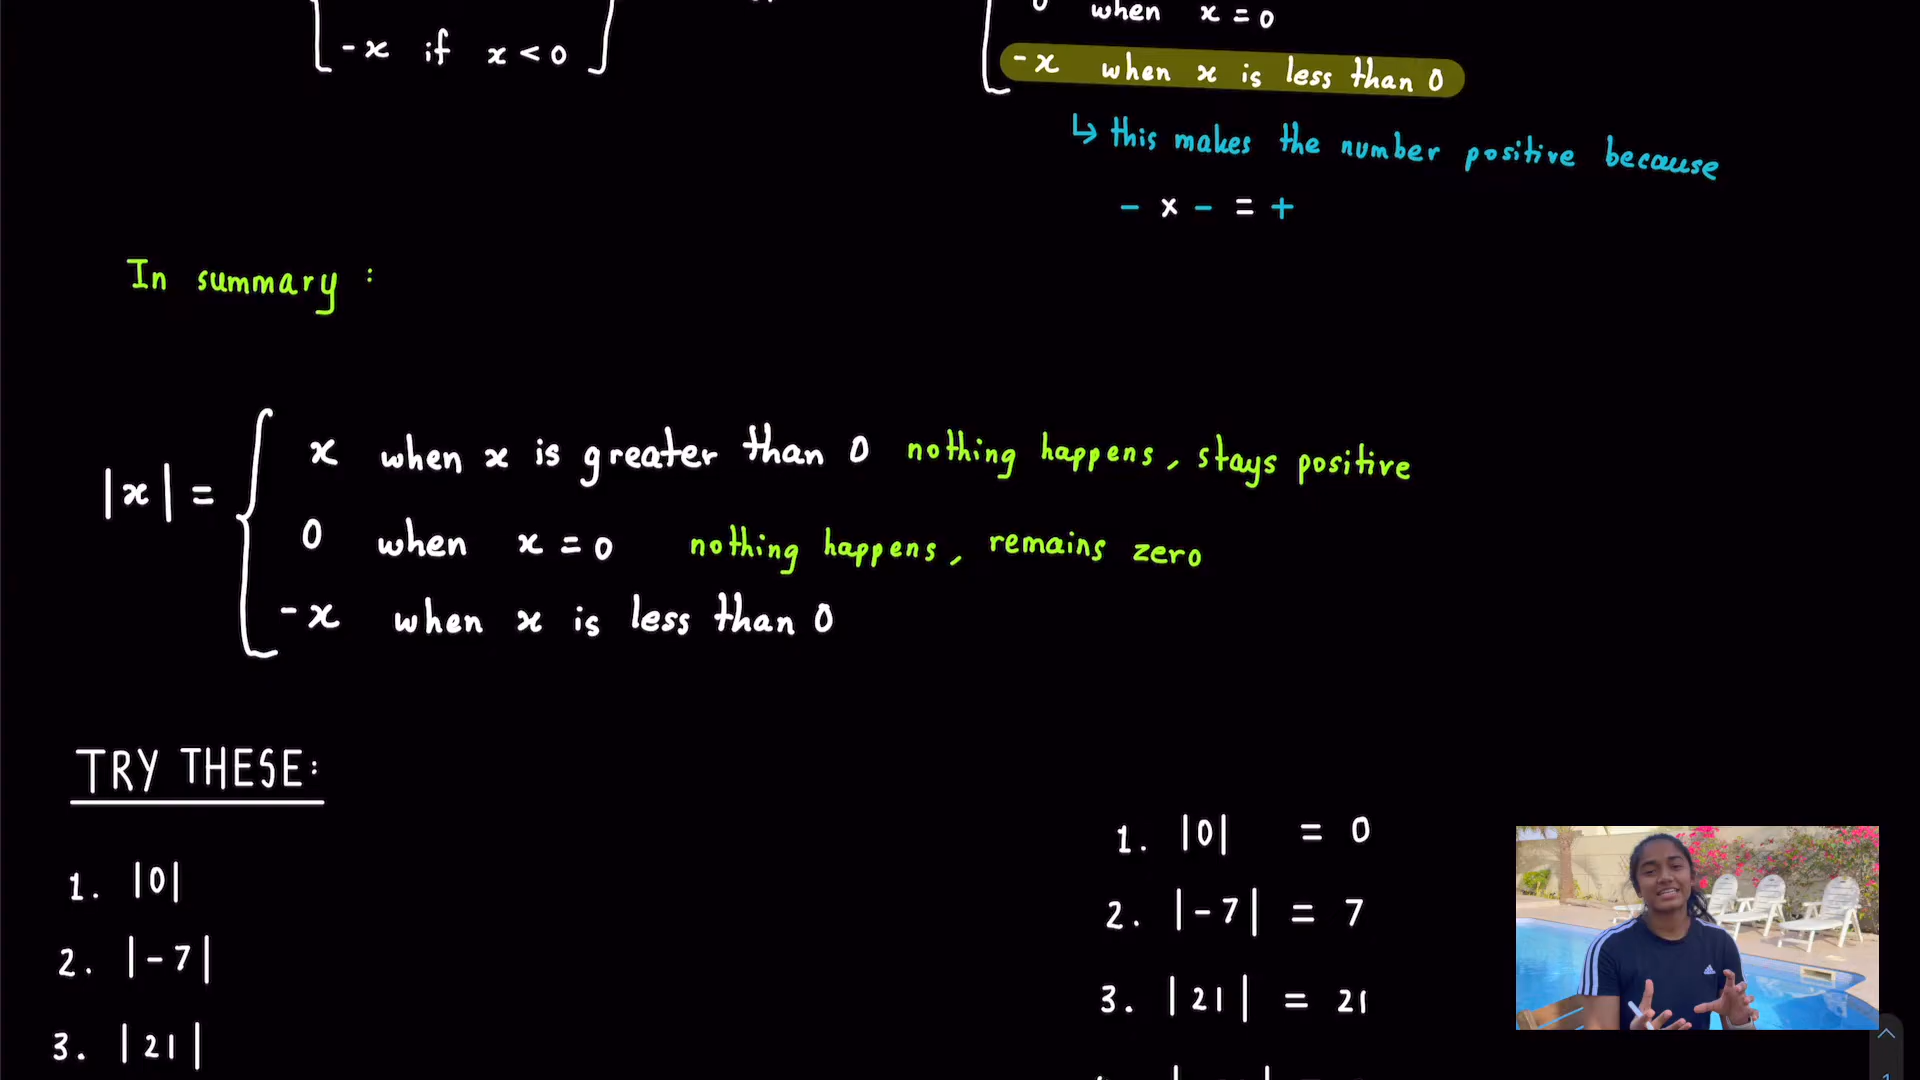 -x if x < 0
0 when x = 0
-x when x is less than 0
↳ this makes the number positive because
- x - = +
In summary :
x when x is greater than 0 nothing happens, stays positive
|x| =
0 when x = 0 nothing happens, remains zero
-x when x is less than 0
TRY THESE:
1. |0|
2. |-7|
3. |21|
1. |0| = 0
2. |-7| = 7
3. |21| = 21